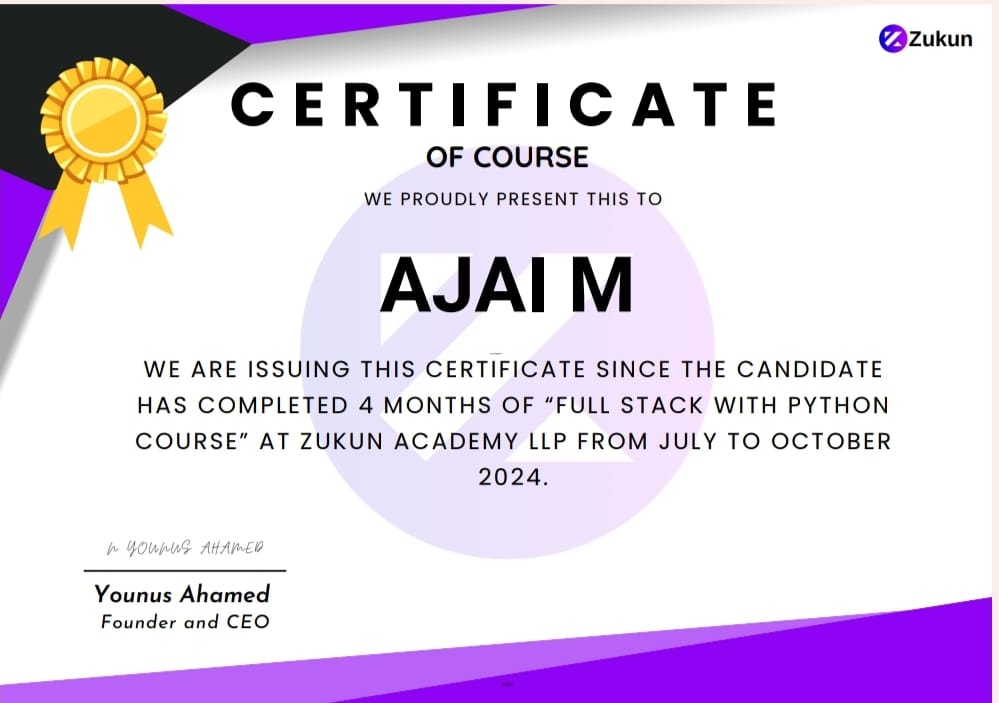 Zukun
CERTIFICATE
OF COURSE
WE PROUDLY PRESENT THIS TO
AJAI M
WE ARE ISSUING THIS CERTIFICATE SINCE THE CANDIDATE
HAS COMPLETED 4 MONTHS OF “FULL STACK WITH PYTHON
COURSE” AT ZUKUN ACADEMY LLP FROM JULY TO OCTOBER
2024.
n YOUNUS AHAMED
Younus Ahamed
Founder and CEO